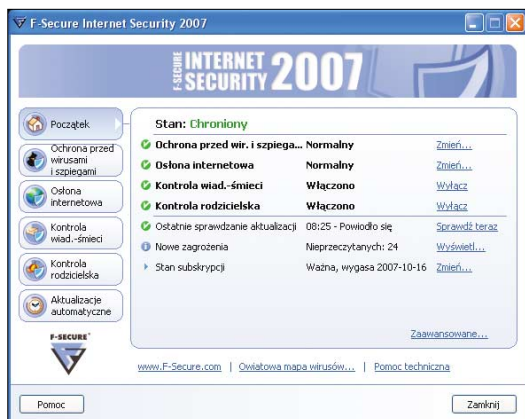 F-Secure Internet Security 2007
F-SECURE INTERNET SECURITY 2007
Początek
Ochrona przed wirusami i szpiegami
Osłona internetowa
Kontrola wiad.-śmieci
Kontrola rodzicielska
Aktualizacje automatyczne
F-SECURE
Stan: Chroniony
Ochrona przed wir. i szpiega... Normalny Zmień...
Osłona internetowa Normalny Zmień...
Kontrola wiad.-śmieci Włączono Wyłącz
Kontrola rodzicielska Włączono Wyłącz
Ostatnie sprawdzanie aktualizacji 08:25 - Powiodło się Sprawdź teraz
Nowe zagrożenia Nieprzeczytanych: 24 Wyświetl...
Stan subskrypcji Ważna, wygasa 2007-10-16 Zmień...
Zaawansowane...
www.F-Secure.com | Owiatowa mapa wirusów... | Pomoc techniczna
Pomoc
Zamknij